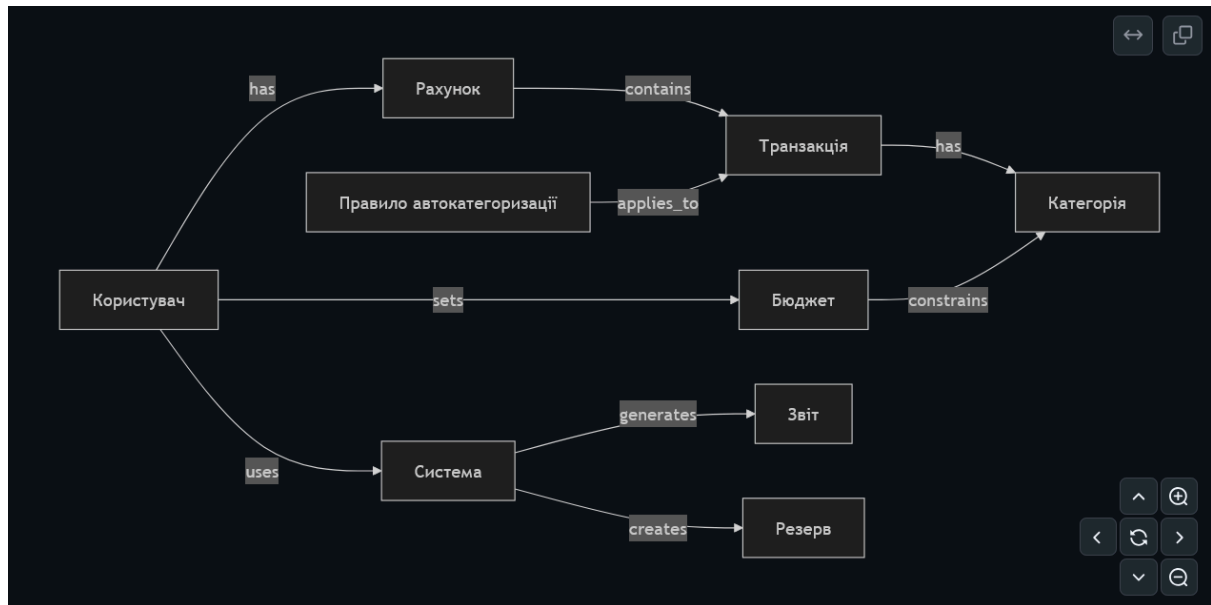 has
Рахунок
contains
Транзакція
has
Правило автокатегоризації
applies_to
Категорія
Користувач
sets
Бюджет
constrains
generates
Звіт
uses
Система
creates
Резерв